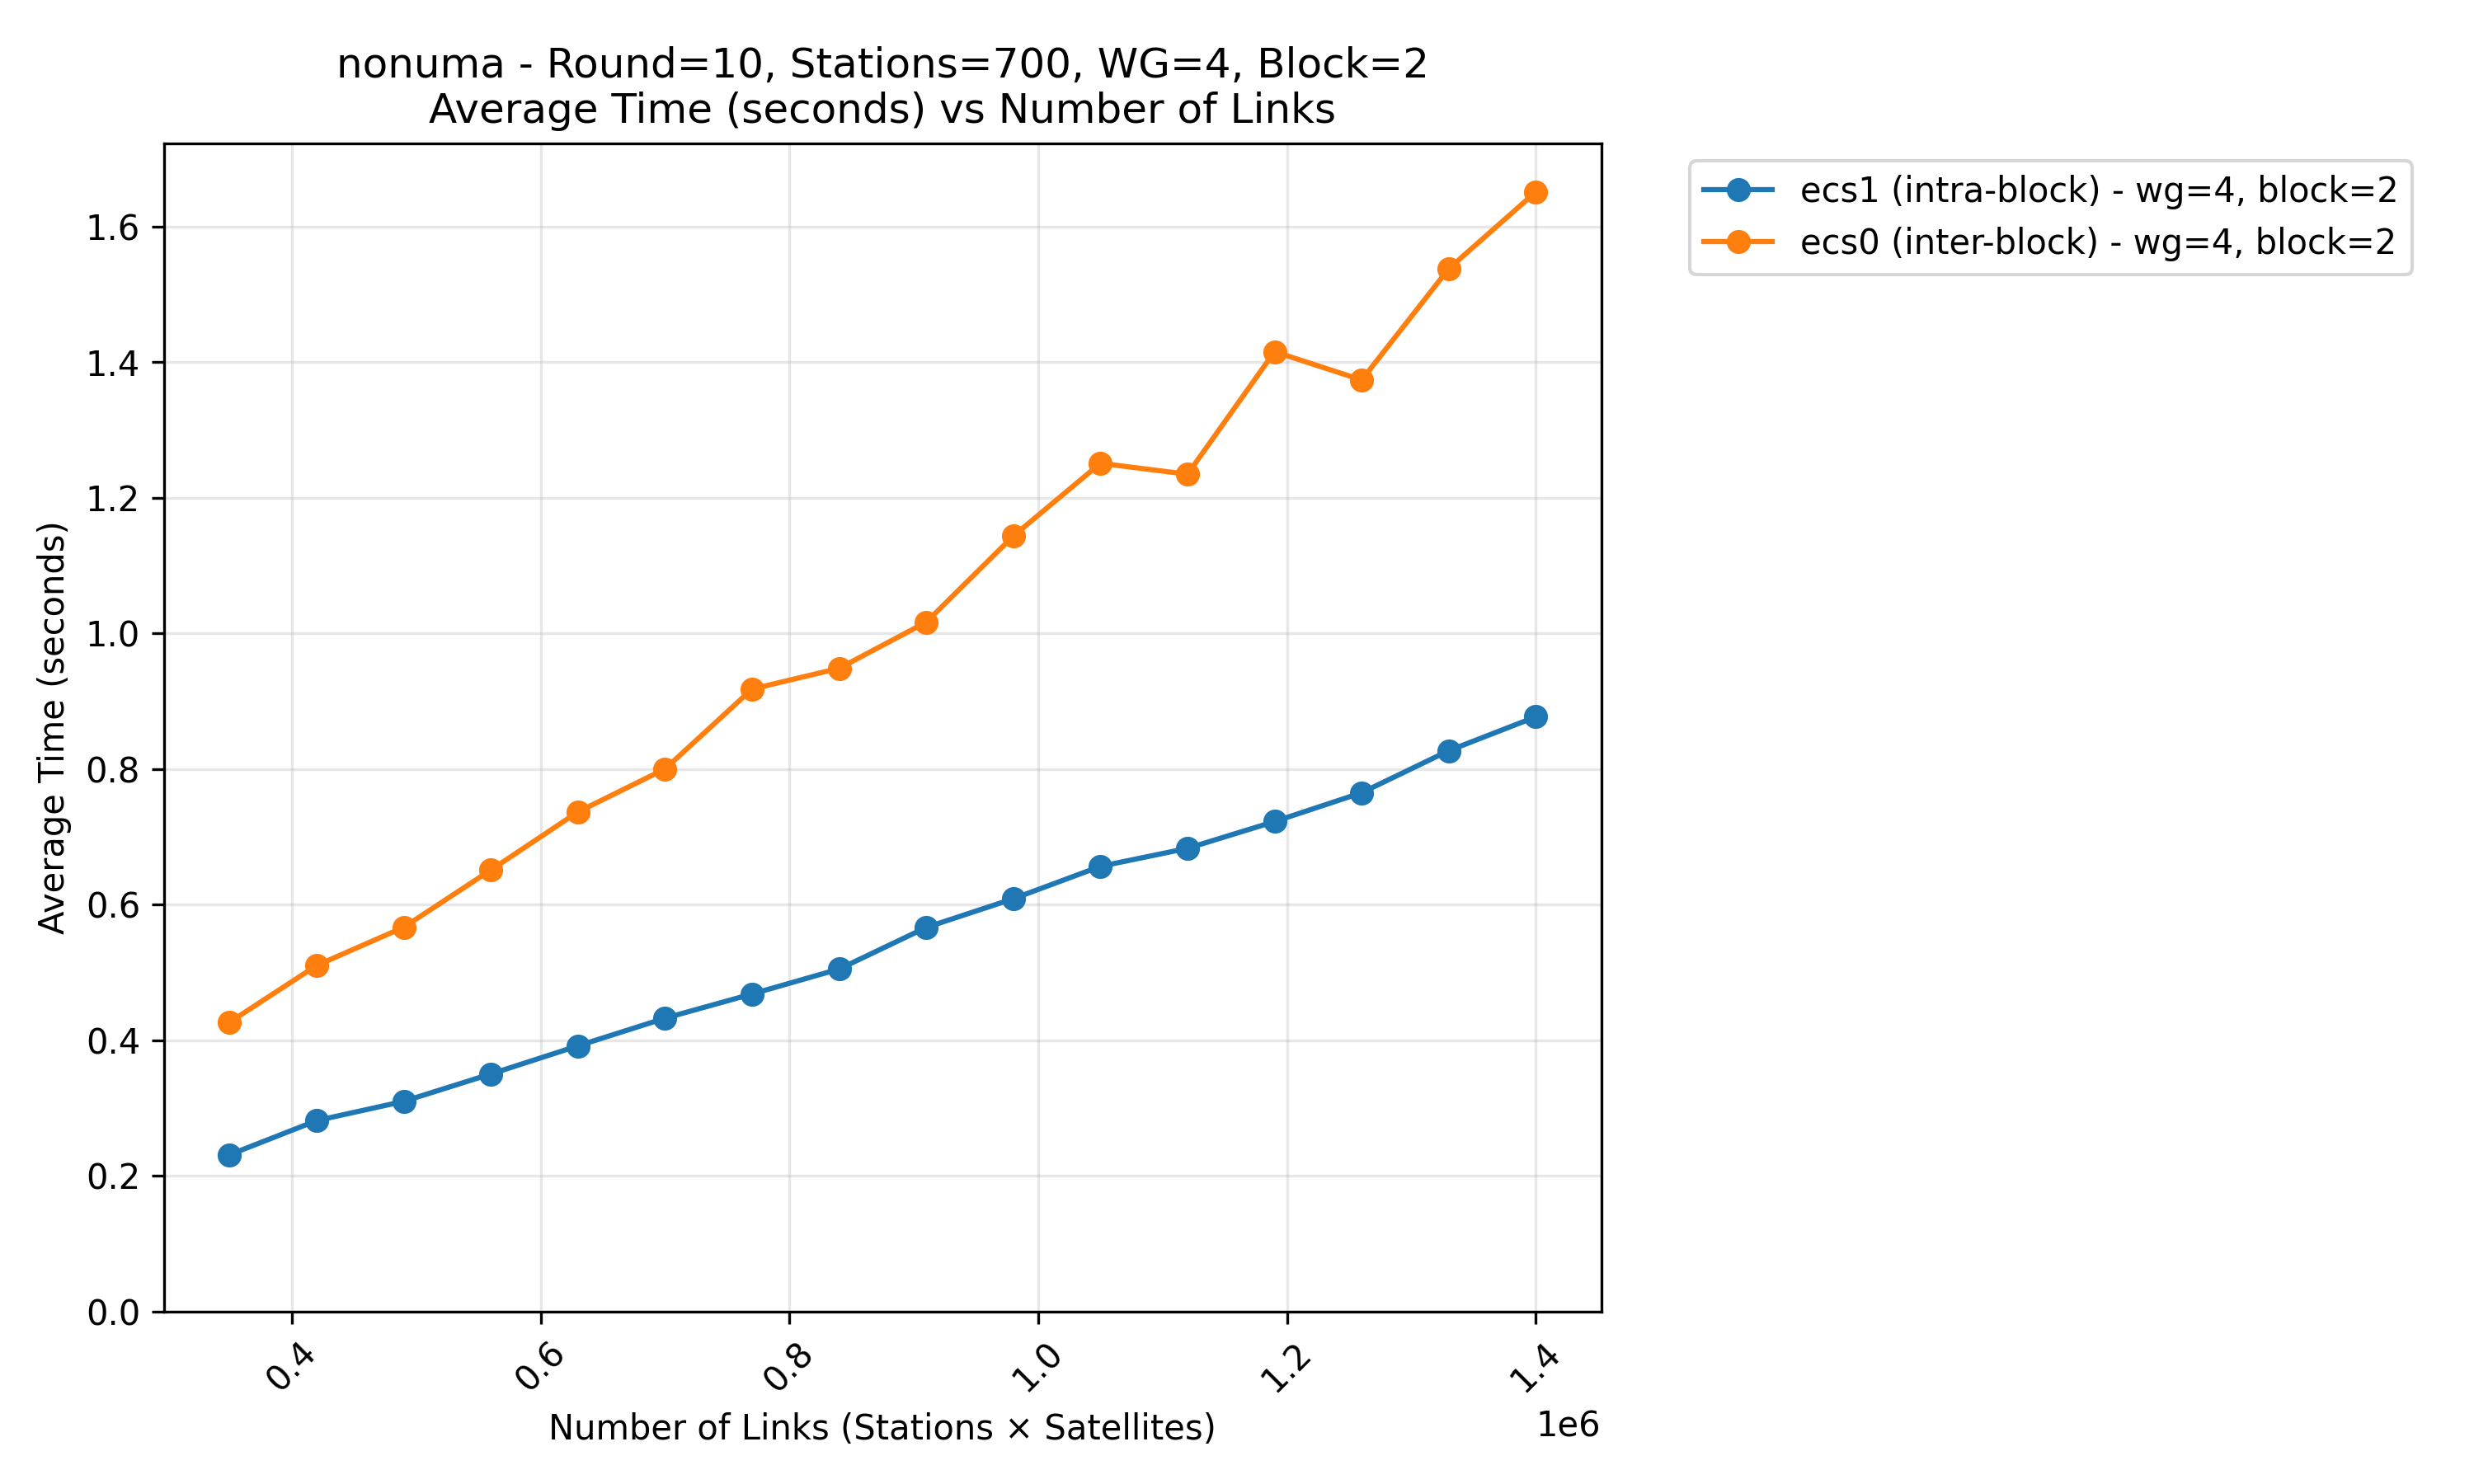 nonuma - Round=10, Stations=700, WG=4, Block=2
Average Time (seconds) vs Number of Links
ecs1 (intra-block) - wg=4, block=2
ecs0 (inter-block) - wg=4, block=2
Average Time (seconds)
1.6
1.4
1.2
1.0
0.8
0.6
0.4
0.2
0.0
0.4
0.6
0.8
1.0
1.2
1.4
1e6
Number of Links (Stations × Satellites)